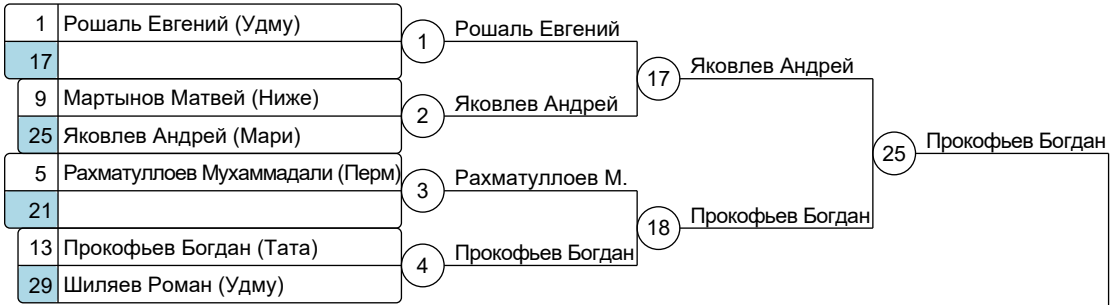 1 Рошаль Евгений (Удму)
17
9 Мартынов Матвей (Ниже)
25 Яковлев Андрей (Мари)
5 Рахматуллоев Мухаммадали (Перм)
21
13 Прокофьев Богдан (Тата)
29 Шиляев Роман (Удму)
1 Рошаль Евгений
2 Яковлев Андрей
3 Рахматуллоев М.
4 Прокофьев Богдан
17 Яковлев Андрей
18 Прокофьев Богдан
25 Прокофьев Богдан